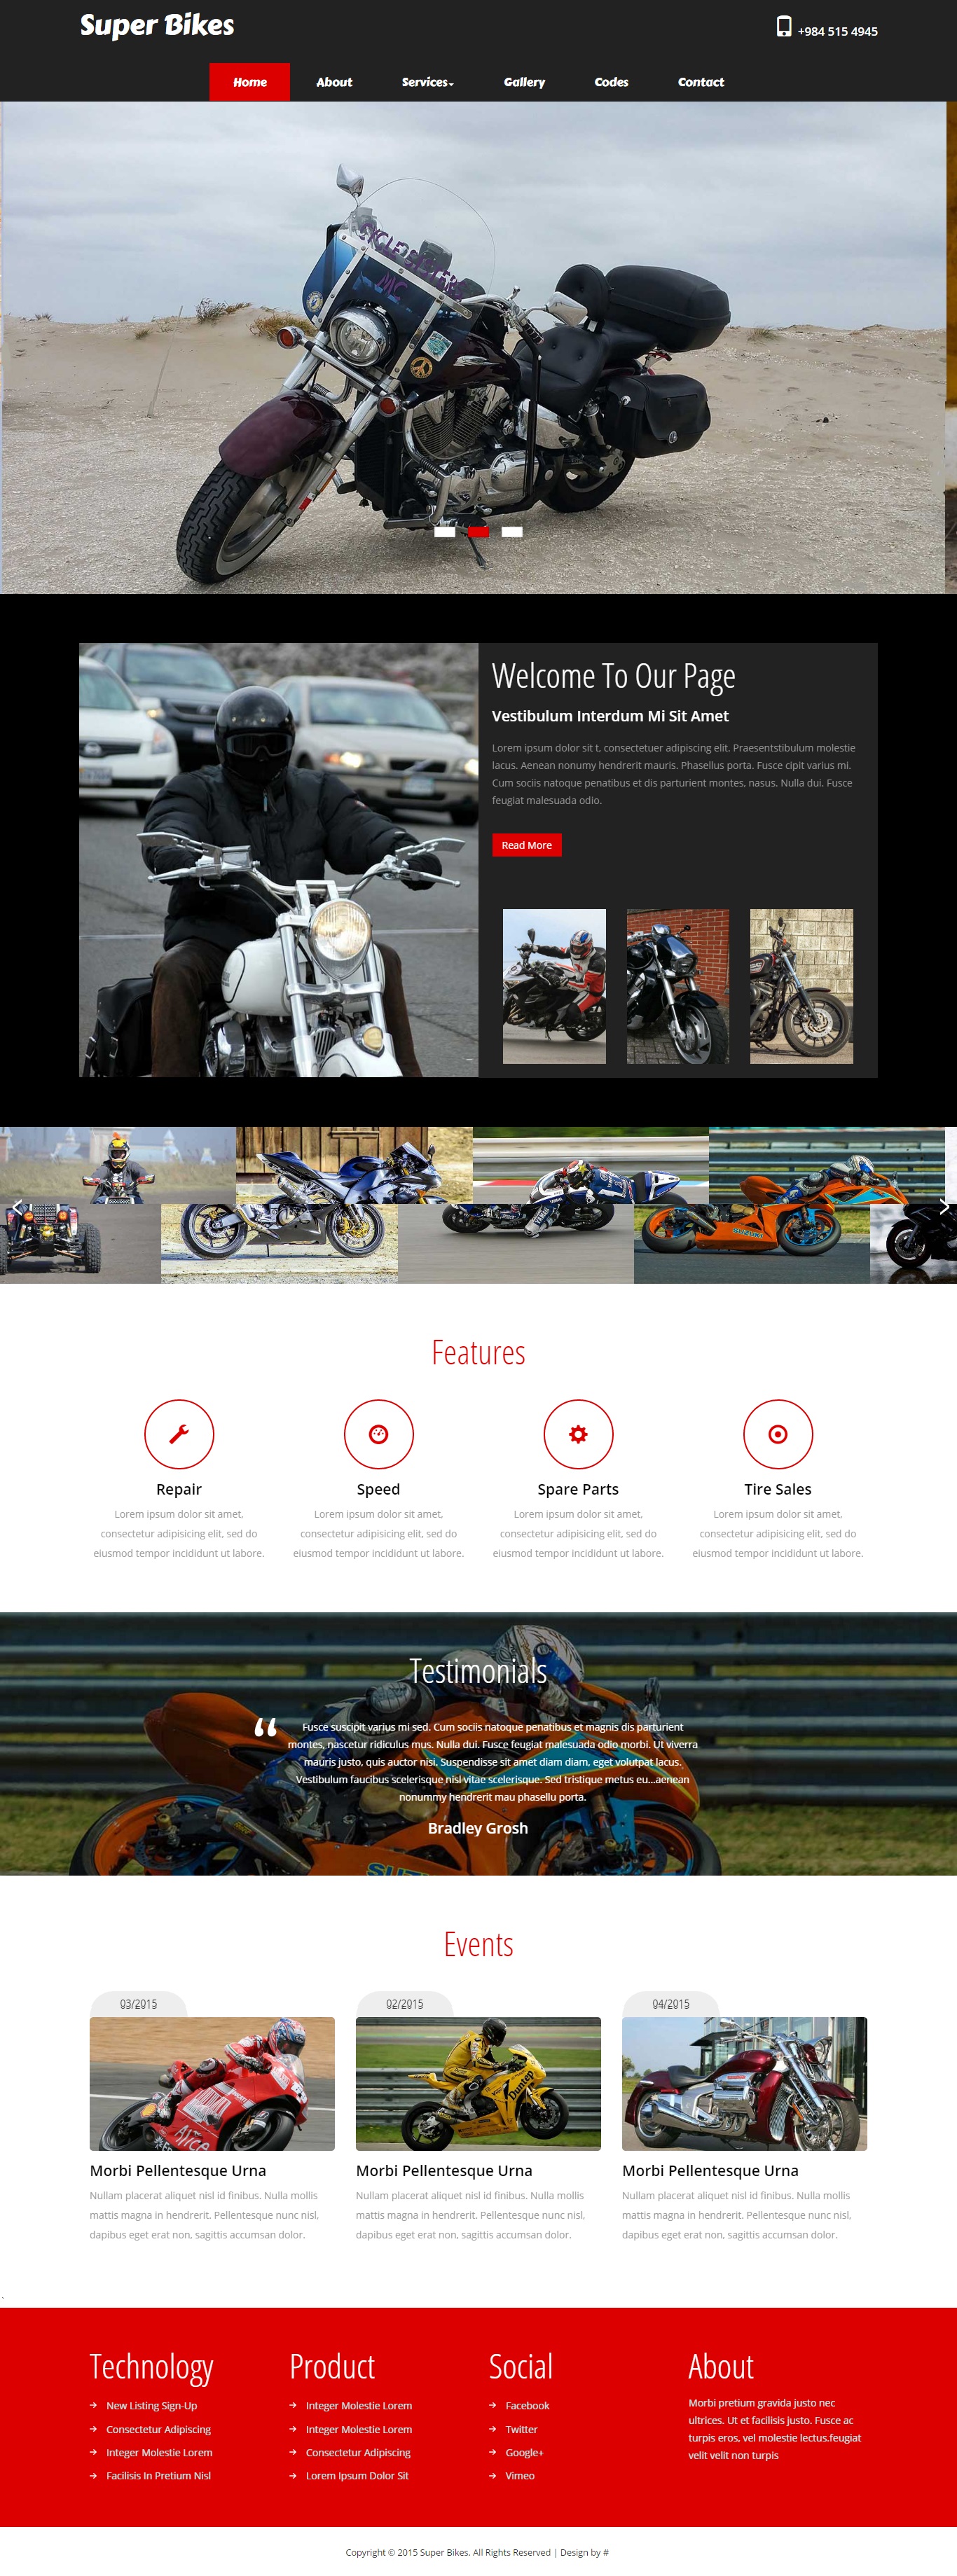 Super Bikes
+984 515 4945
Home About Services Gallery Codes Contact
CYCLE
MC
Welcome To Our Page
Vestibulum Interdum Mi Sit Amet
Lorem ipsum dolor sit t, consectetuer adipiscing elit. Praesentstibulum molestie
lacus. Aenean nonumy hendrerit mauris. Phasellus porta. Fusce cipit varius mi.
Cum sociis natoque penatibus et dis parturient montes, nasus. Nulla dui. Fusce
feugiat malesuada odio.
Read More
SUZUKI
Features
Repair Speed Spare Parts Tire Sales
Lorem ipsum dolor sit amet, Lorem ipsum dolor sit amet, Lorem ipsum dolor sit amet, Lorem ipsum dolor sit amet,
consectetur adipisicing elit, sed do consectetur adipisicing elit, sed do consectetur adipisicing elit, sed do consectetur adipisicing elit, sed do
eiusmod tempor incididunt ut labore. eiusmod tempor incididunt ut labore. eiusmod tempor incididunt ut labore. eiusmod tempor incididunt ut labore.
Testimonials
“ Fusce suscipit varius mi sed. Cum sociis natoque penatibus et magnis dis parturient
montes, nascetur ridiculus mus. Nulla dui. Fusce feugiat malesuada odio morbi. Ut viverra
mauris justo, quis auctor nisi. Suspendisse sit amet diam diam, eget volutpat lacus.
Vestibulum faucibus scelerisque nisl vitae scelerisque. Sed tristique metus eu...aenean
nonummy hendrerit mau phasellu porta.
Bradley Grosh
Events
03/2015 02/2015 04/2015
Alice
Dunlop
Morbi Pellentesque Urna Morbi Pellentesque Urna Morbi Pellentesque Urna
Nullam placerat aliquet nisl id finibus. Nulla mollis Nullam placerat aliquet nisl id finibus. Nulla mollis Nullam placerat aliquet nisl id finibus. Nulla mollis
mattis magna in hendrerit. Pellentesque nunc nisl, mattis magna in hendrerit. Pellentesque nunc nisl, mattis magna in hendrerit. Pellentesque nunc nisl,
dapibus eget erat non, sagittis accumsan dolor. dapibus eget erat non, sagittis accumsan dolor. dapibus eget erat non, sagittis accumsan dolor.
Technology
New Listing Sign-Up
Consectetur Adipiscing
Integer Molestie Lorem
Facilisis In Pretium Nisl
Product
Integer Molestie Lorem
Integer Molestie Lorem
Consectetur Adipiscing
Lorem Ipsum Dolor Sit
Social
Facebook
Twitter
Google+
Vimeo
About
Morbi pretium gravida justo nec
ultrices. Ut et facilisis justo. Fusce ac
turpis eros, vel molestie lectus.feugiat
velit velit non turpis
Copyright © 2015 Super Bikes. All Rights Reserved | Design by #